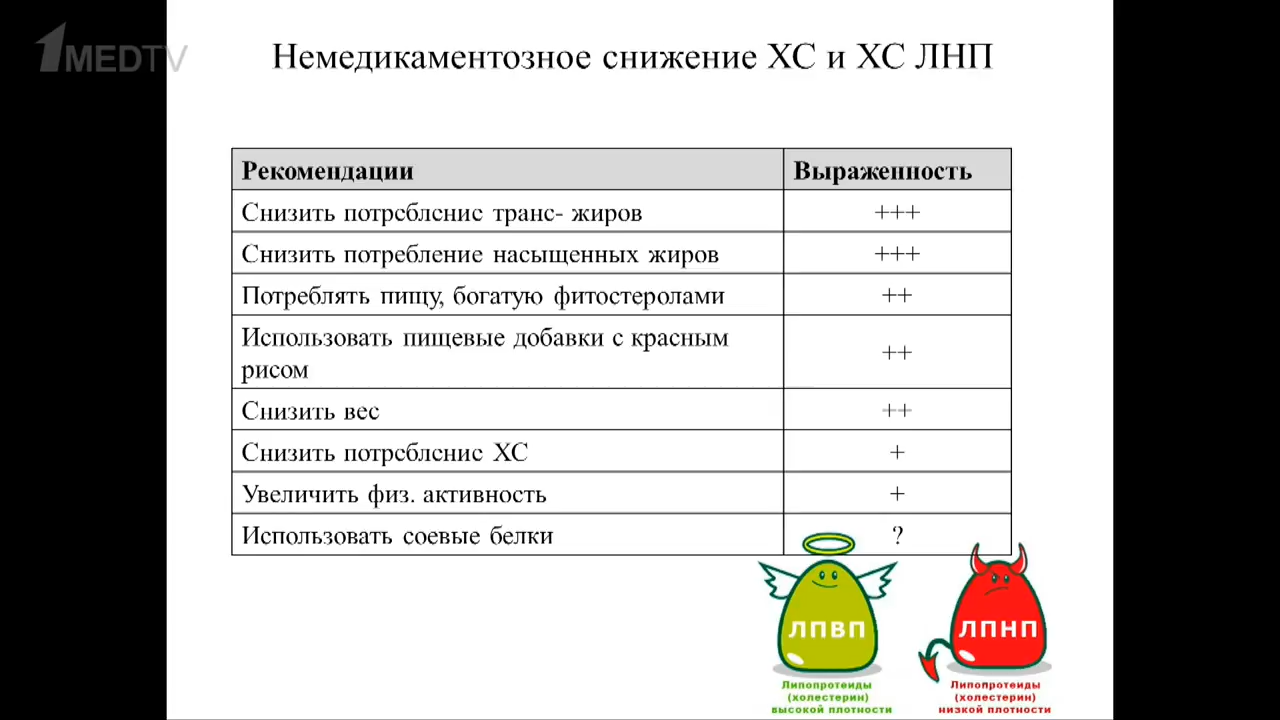 1MEDTV
Немедикаментозное снижение ХС и ХС ЛНП
Рекомендации Выраженность
Снизить потребление транс- жиров +++
Снизить потребление насыщенных жиров +++
Потреблять пищу, богатую фитостеролами ++
Использовать пищевые добавки с красным
рисом ++
Снизить вес ++
Снизить потребление ХС +
Увеличить физ. активность +
Использовать соевые белки ?
ЛПВП ЛПНП
Липопротеиды
(холестерин)
высокой плотности
Липопротеиды
(холестерин)
низкой плотности